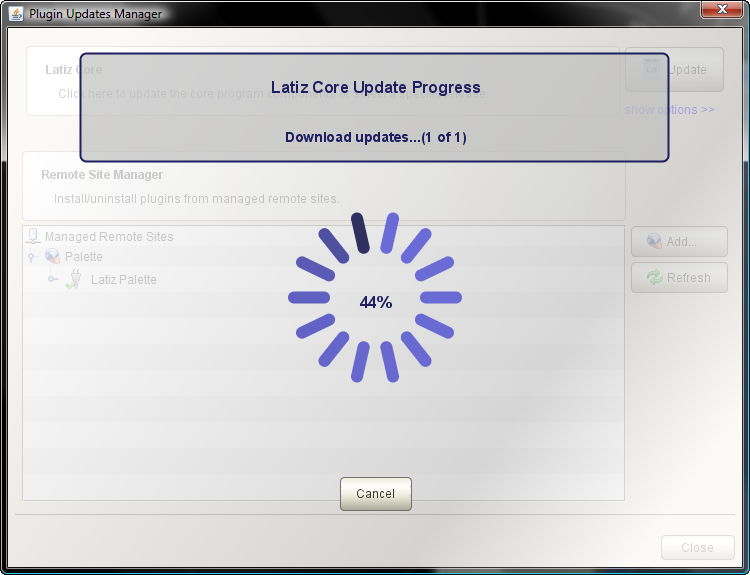 Plugin Updates Manager
Latiz Core
Update
Click here to update the core program
show options >>
Latiz Core Update Progress
Download updates...(1 of 1)
Remote Site Manager
Install/uninstall plugins from managed remote sites.
Managed Remote Sites
Palette
Latiz Palette
Add...
Refresh
44%
Cancel
Close